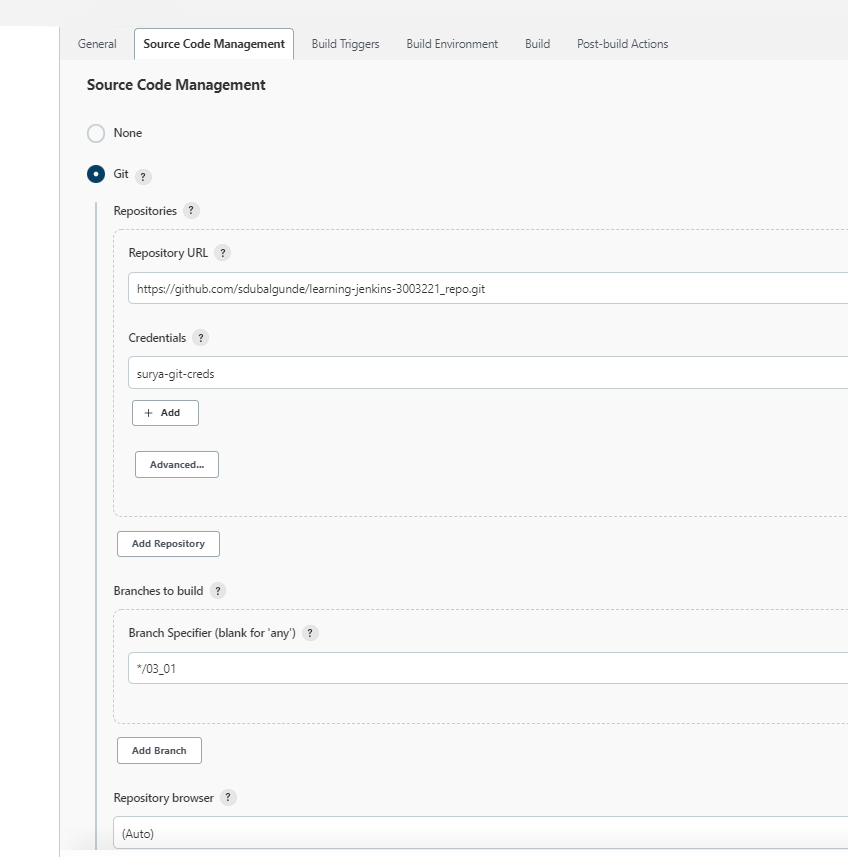 General Source Code Management Build Triggers Build Environment Build Post-build Actions
Source Code Management
None
Git ?
Repositories ?
Repository URL ?
https://github.com/sdubalgunde/learning-jenkins-3003221_repo.git
Credentials ?
surya-git-creds
+ Add
Advanced...
Add Repository
Branches to build ?
Branch Specifier (blank for 'any') ?
*/03_01
Add Branch
Repository browser ?
(Auto)